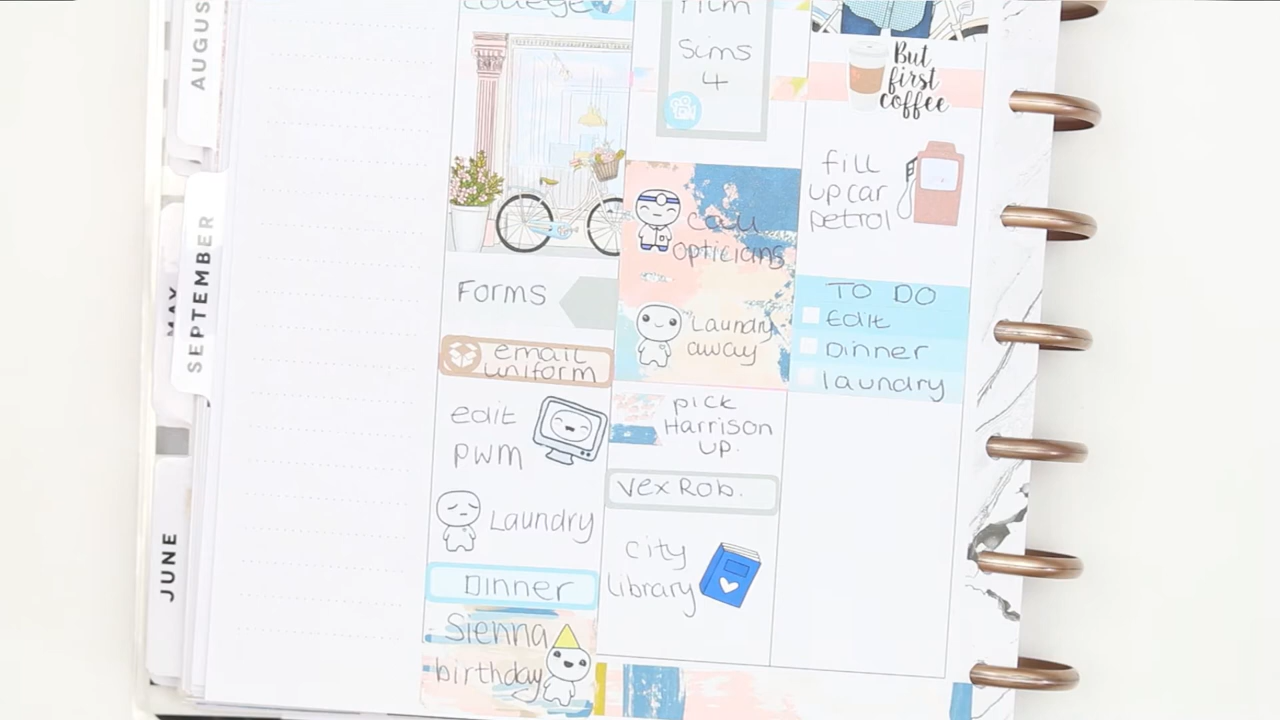 AUGUS
SEPTEMBER
MAY
JUNE
college
Forms
email
uniform
edit
pwm
Laundry
Dinner
Sienna
birthday
Film
Sims
4
call
opticians
Laundry
away
pick
Harrison
up.
Vex Rob.
city
library
But
first
coffee
fill
up car
petrol
TO DO
Edit
Dinner
laundry